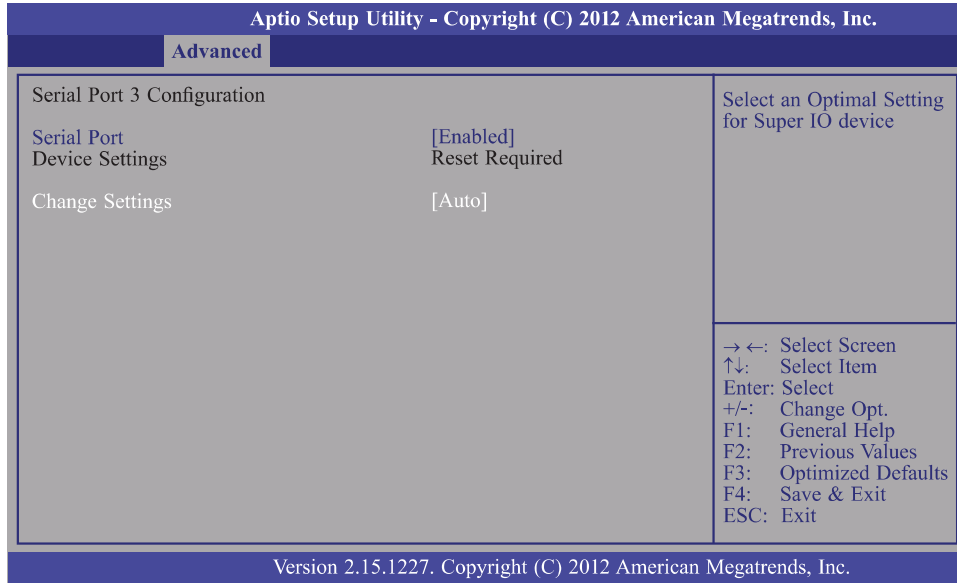 Aptio Setup Utility - Copyright (C) 2012 American Megatrends, Inc.
Advanced
Serial Port 3 Configuration
Serial Port [Enabled]
Device Settings Reset Required
Change Settings [Auto]
Select an Optimal Setting
for Super IO device
→ ←: Select Screen
↑↓: Select Item
Enter: Select
+/-: Change Opt.
F1: General Help
F2: Previous Values
F3: Optimized Defaults
F4: Save & Exit
ESC: Exit
Version 2.15.1227. Copyright (C) 2012 American Megatrends, Inc.